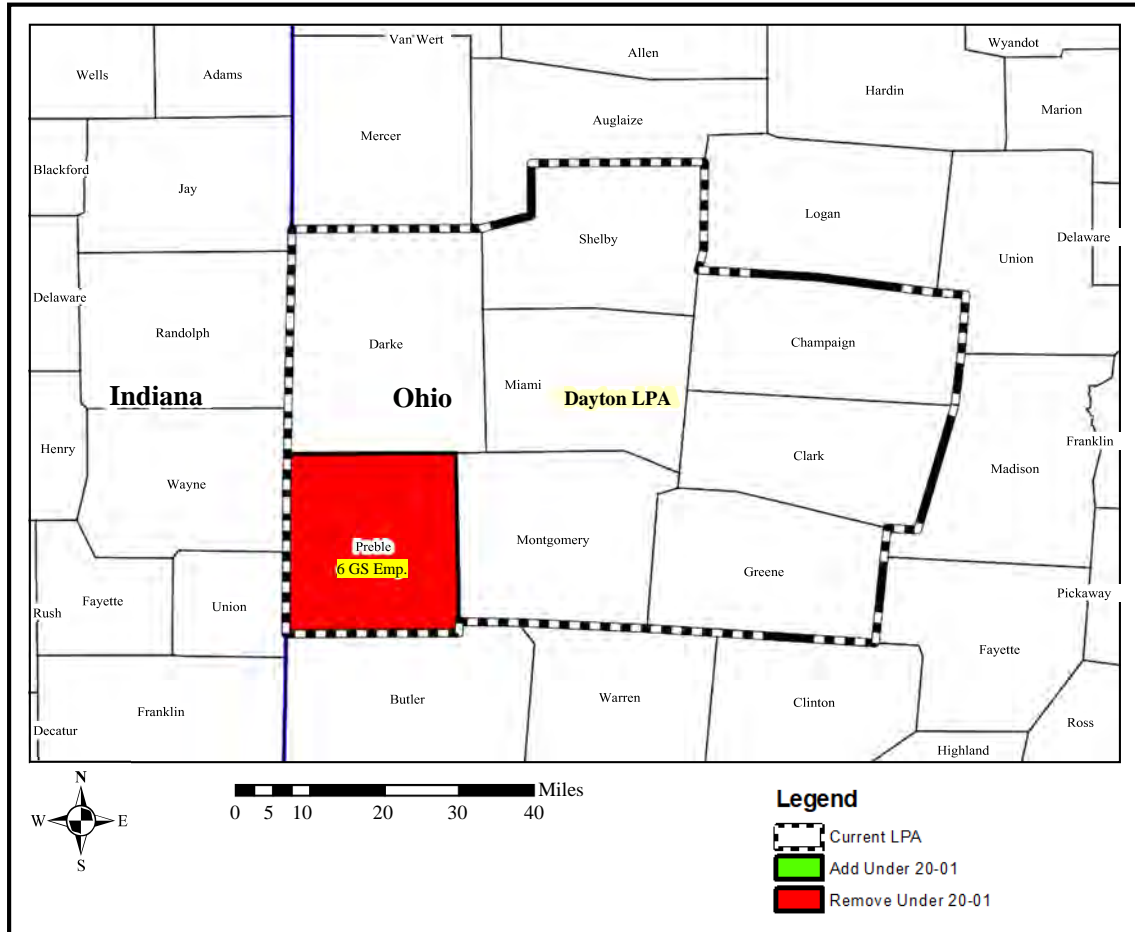 Van Wert
Allen
Wyandot
Wells
Adams
Hardin
Marion
Auglaize
Mercer
Blackford
Jay
Logan
Shelby
Delaware
Union
Delaware
Randolph
Darke
Champaign
Miami
Indiana
Ohio
Dayton LPA
Henry
Franklin
Clark
Madison
Wayne
Montgomery
Preble
6 GS Emp.
Greene
Pickaway
Fayette
Union
Rush
Fayette
Butler
Warren
Clinton
Franklin
Ross
Decatur
Highland
N
W
E
S
Miles
0 5 10 20 30 40
Legend
Current LPA
Add Under 20-01
Remove Under 20-01